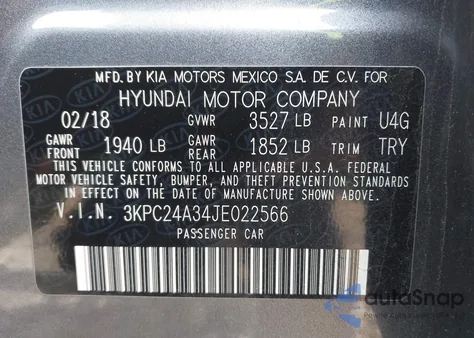 MFD. BY KIA MOTORS MEXICO S.A. DE C.V. FOR
HYUNDAI MOTOR COMPANY
02/18 GVWR 3527 LB PAINT U4G
GAWR FRONT 1940 LB GAWR REAR 1852 LB TRIM TRY
THIS VEHICLE CONFORMS TO ALL APPLICABLE U.S.A. FEDERAL
MOTOR VEHICLE SAFETY, BUMPER, AND THEFT PREVENTION STANDARDS
IN EFFECT ON THE DATE OF MANUFACTURE SHOWN ABOVE.
V.I.N. 3KPC24A34JE022566
PASSENGER CAR
autoSnap